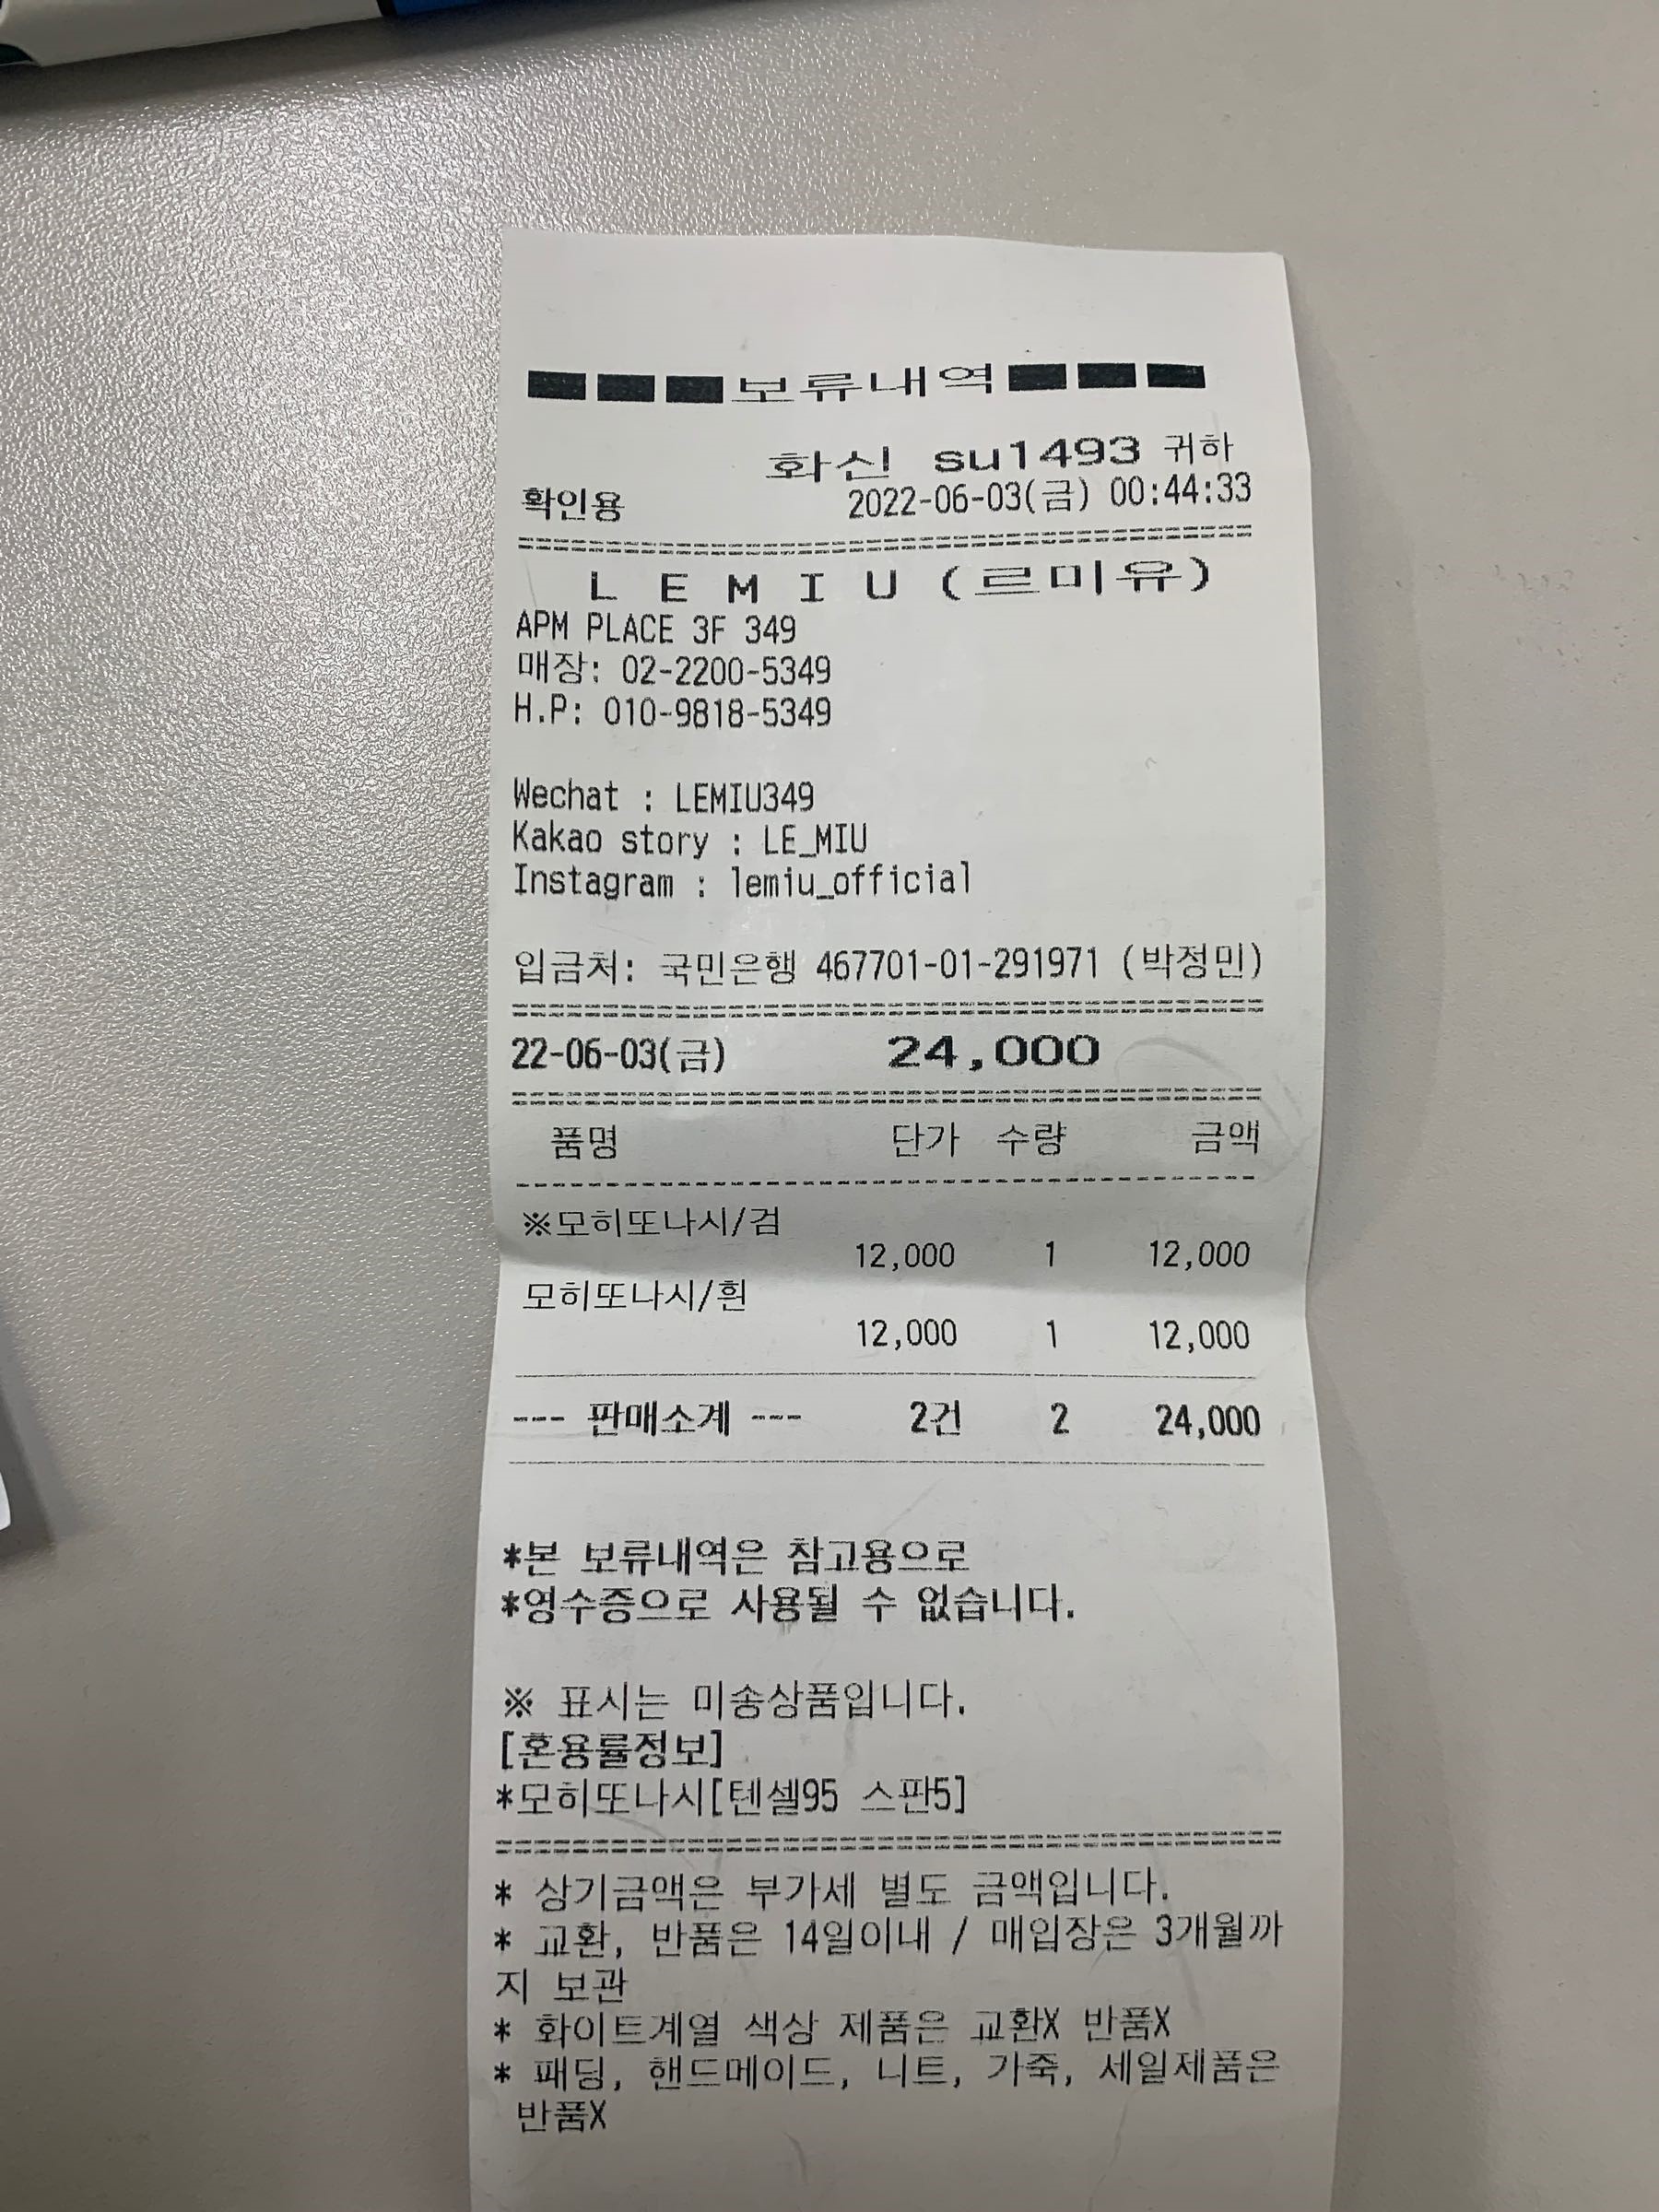 ■■■보류내역■■■
화신 su1493 귀하
확인용 2022-06-03(금) 00:44:33
L E M I U (르미유)
APM PLACE 3F 349
매장: 02-2200-5349
H.P: 010-9818-5349
Wechat : LEMIU349
Kakao story : LE_MIU
Instagram : lemiu_official
입금처: 국민은행 467701-01-291971 (박정민)
22-06-03(금) 24,000
품명 단가 수량 금액
※모히또나시/검
12,000 1 12,000
모히또나시/흰
12,000 1 12,000
--- 판매소계 --- 2건 2 24,000
*본 보류내역은 참고용으로
*영수증으로 사용될 수 없습니다.
※ 표시는 미송상품입니다.
[혼용률정보]
*모히또나시[텐셀95 스판5]
* 상기금액은 부가세 별도 금액입니다.
* 교환, 반품은 14일이내 / 매입장은 3개월까
지 보관
* 화이트계열 색상 제품은 교환X 반품X
* 패딩, 핸드메이드, 니트, 가죽, 세일제품은
반품X